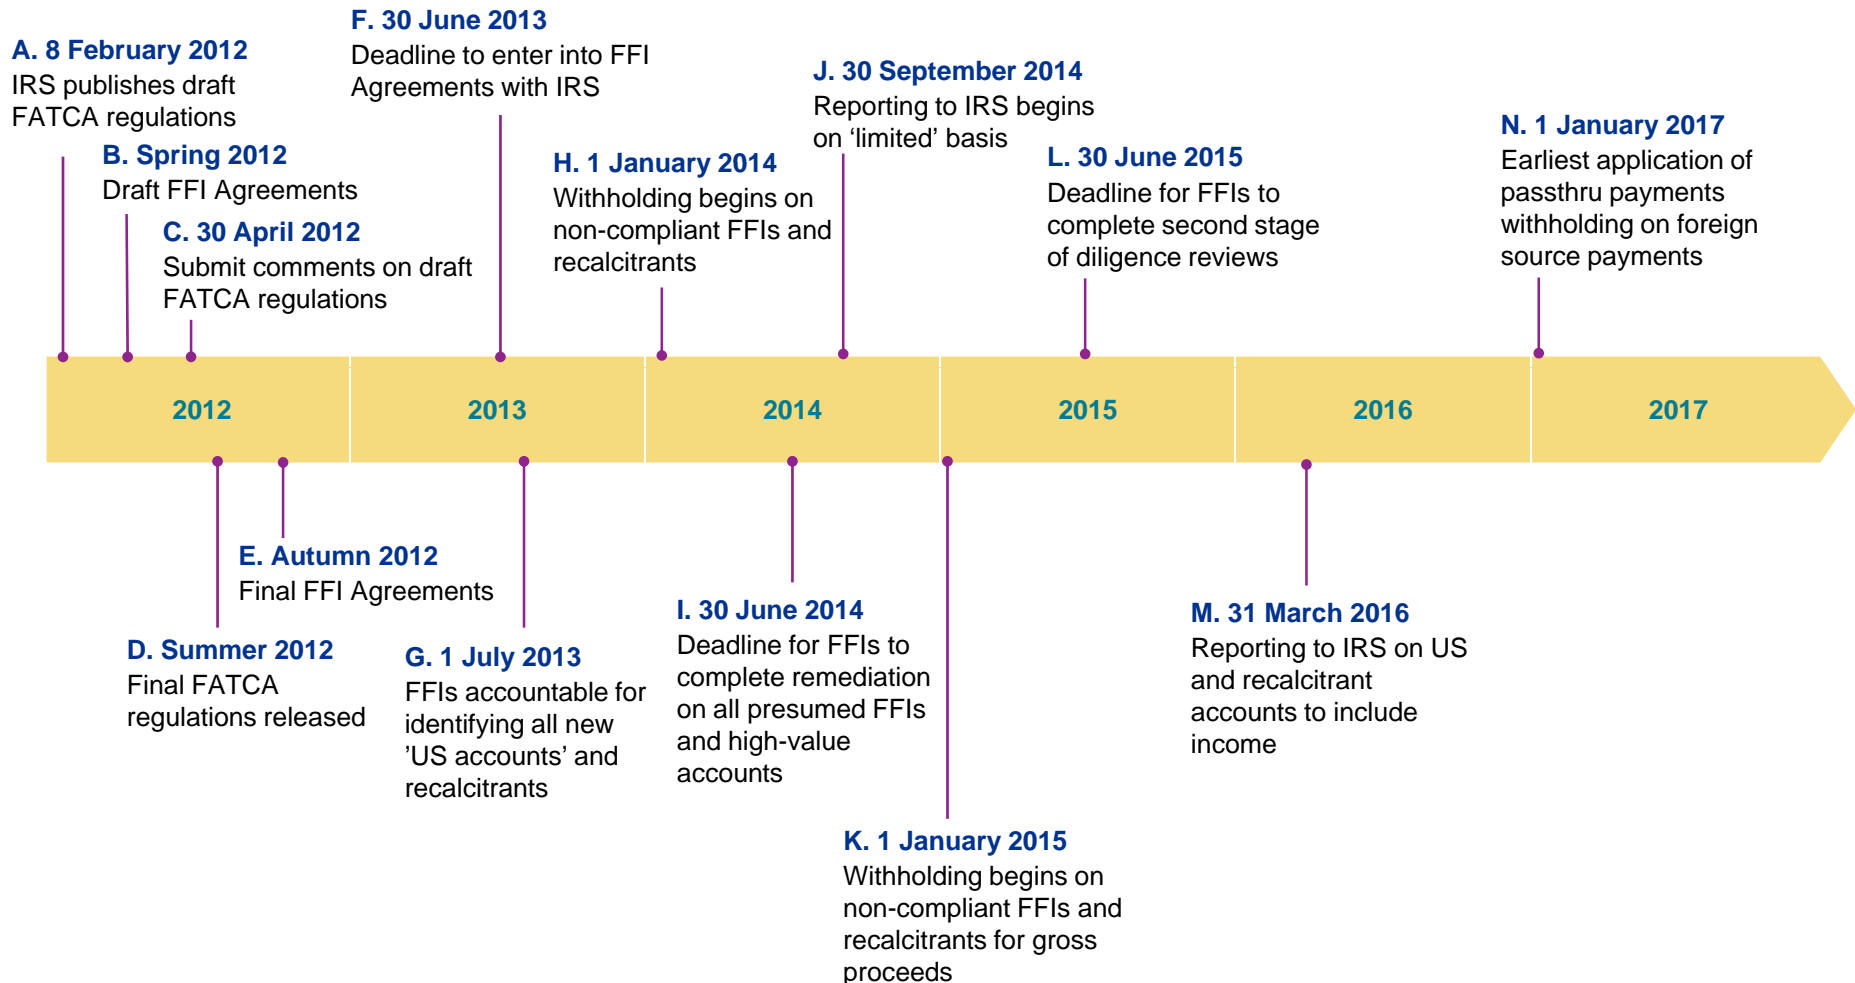 A. 8 February 2012
IRS publishes draft
FATCA regulations
B. Spring 2012
Draft FFI Agreements
C. 30 April 2012
Submit comments on draft
FATCA regulations
F. 30 June 2013
Deadline to enter into FFI
Agreements with IRS
H. 1 January 2014
Withholding begins on
non-compliant FFIs and
recalcitrants
J. 30 September 2014
Reporting to IRS begins
on ‘limited’ basis
L. 30 June 2015
Deadline for FFIs to
complete second stage
of diligence reviews
N. 1 January 2017
Earliest application of
passthru payments
withholding on foreign
source payments
2012
2013
2014
2015
2016
2017
D. Summer 2012
Final FATCA
regulations released
E. Autumn 2012
Final FFI Agreements
G. 1 July 2013
FFIs accountable for
identifying all new
’US accounts’ and
recalcitrants
I. 30 June 2014
Deadline for FFIs to
complete remediation
on all presumed FFIs
and high-value
accounts
K. 1 January 2015
Withholding begins on
non-compliant FFIs and
recalcitrants for gross
proceeds
M. 31 March 2016
Reporting to IRS on US
and recalcitrant
accounts to include
income